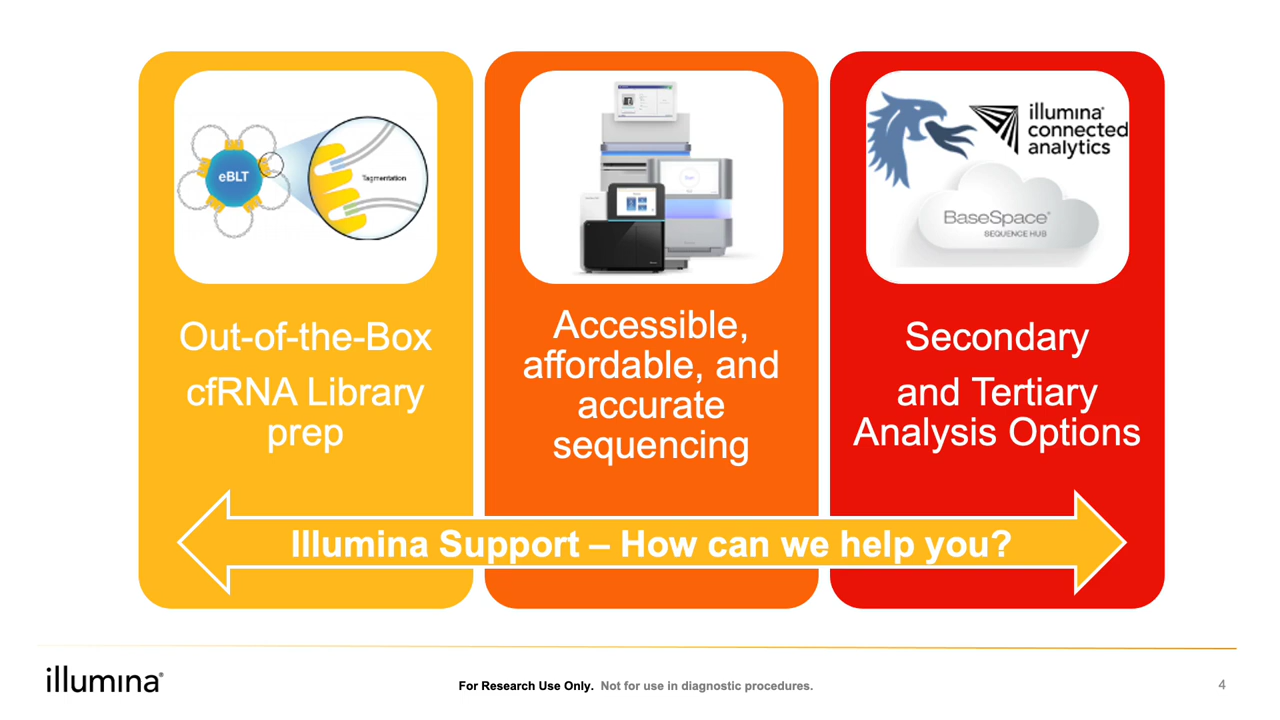 eBLT
Tagmentation
illumina®
connected
analytics
BaseSpace®
SEQUENCE HUB
Out-of-the-Box
cfRNA Library
prep
Accessible,
affordable, and
accurate
sequencing
Secondary
and Tertiary
Analysis Options
Illumina Support – How can we help you?
illumina®
For Research Use Only. Not for use in diagnostic procedures.
4